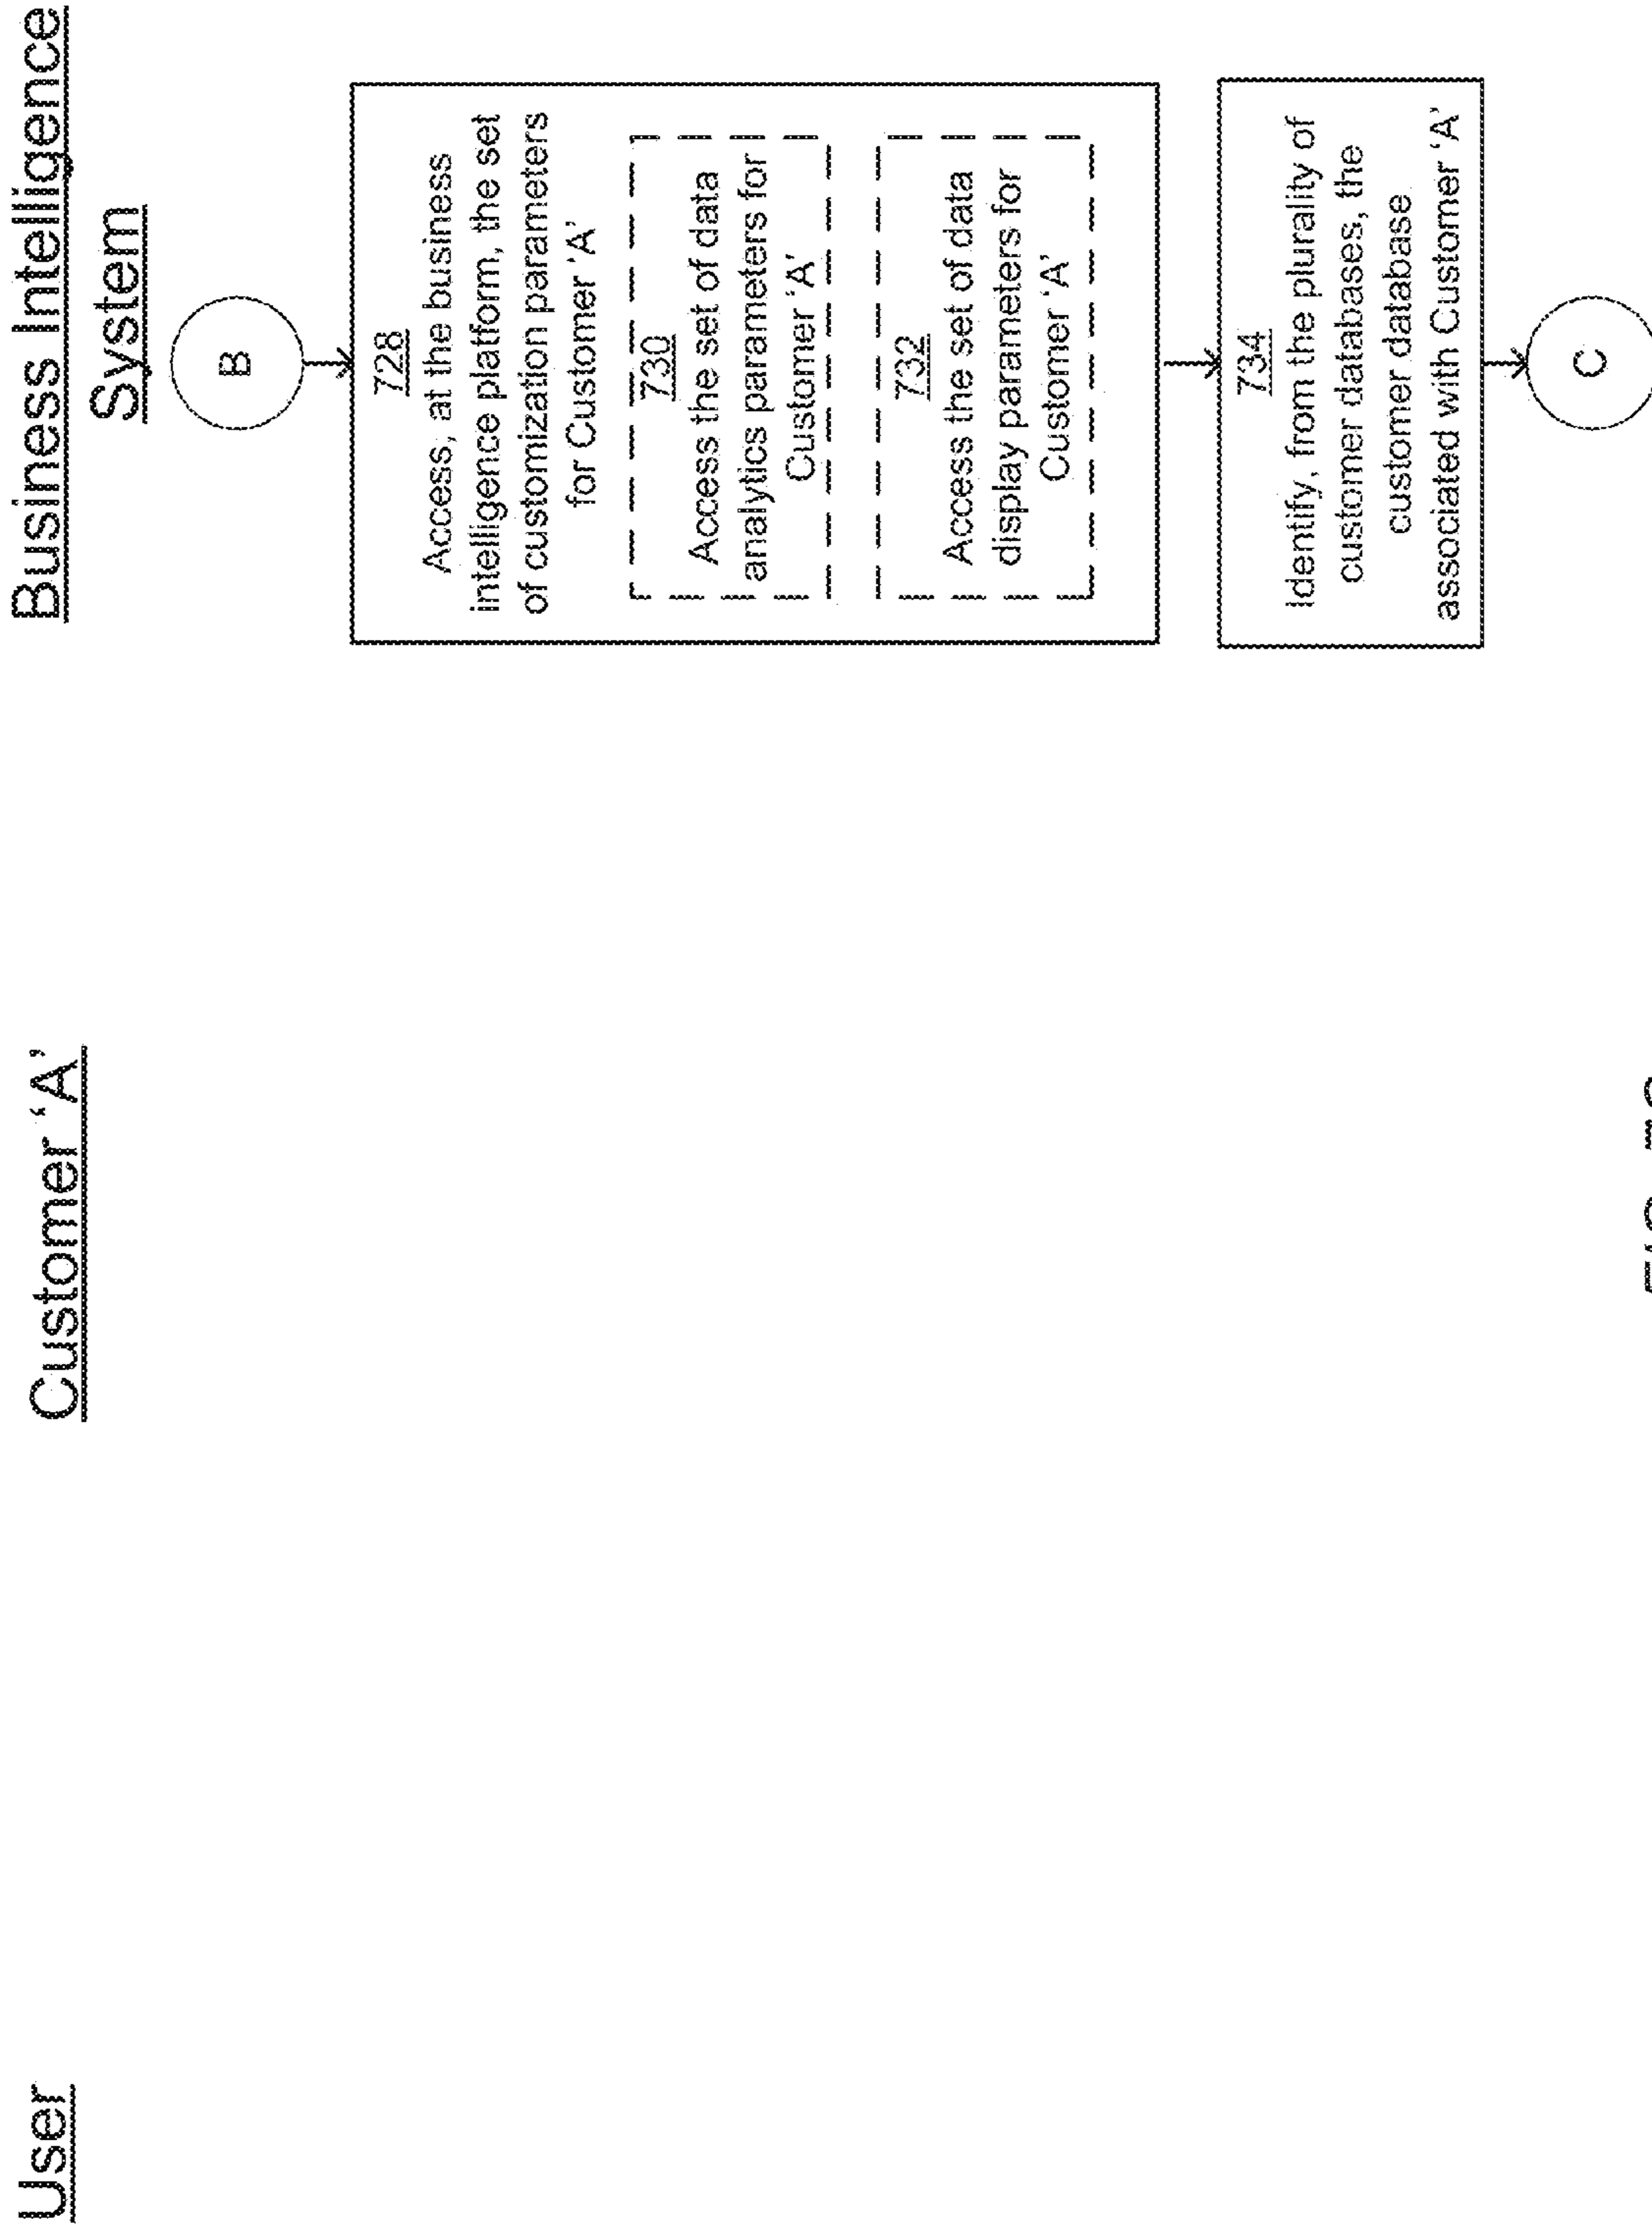 User
Customer ‘A’
Business Intelligence
System
B
728
Access, at the business
intelligence platform, the set
of customization parameters
for Customer ‘A’
730
Access the set of data
analytics parameters for
Customer ‘A’
732
Access the set of data
display parameters for
Customer ‘A’
734
Identify, from the plurality of
customer databases, the
customer database
associated with Customer ‘A’
C